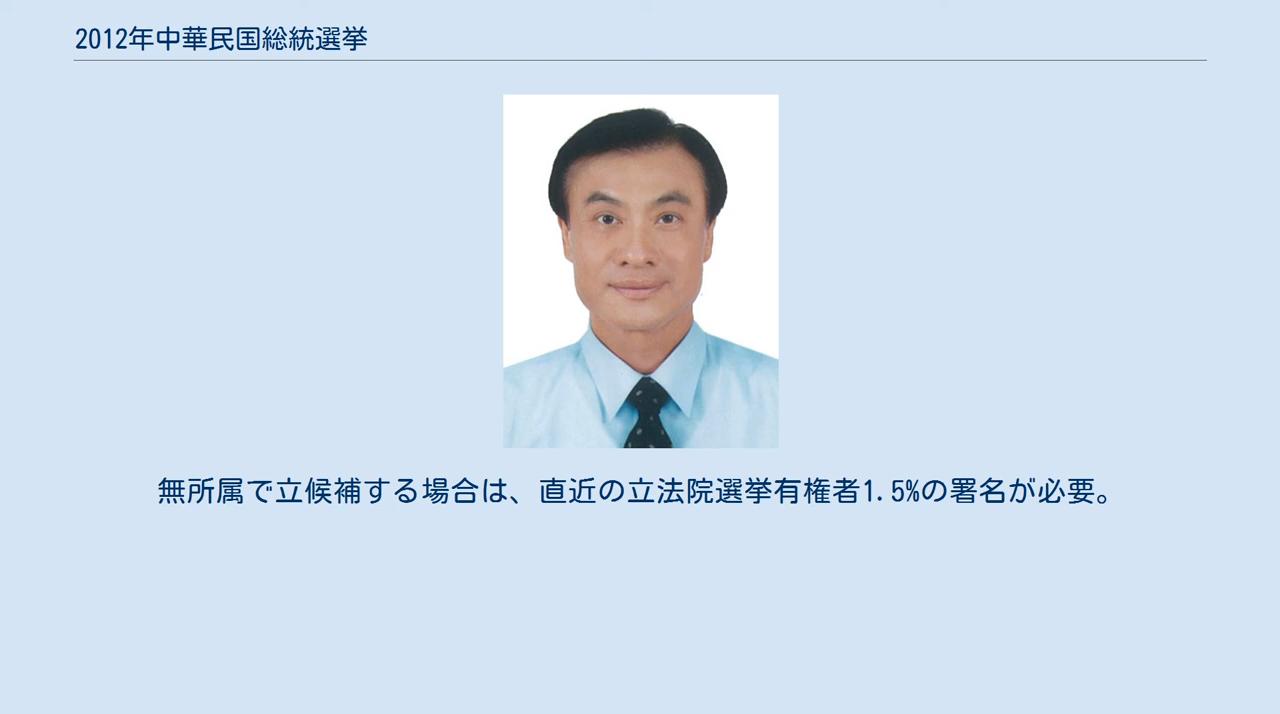 2012年中華民国総統選挙
無所属で立候補する場合は、直近の立法院選挙有権者1.5%の署名が必要。